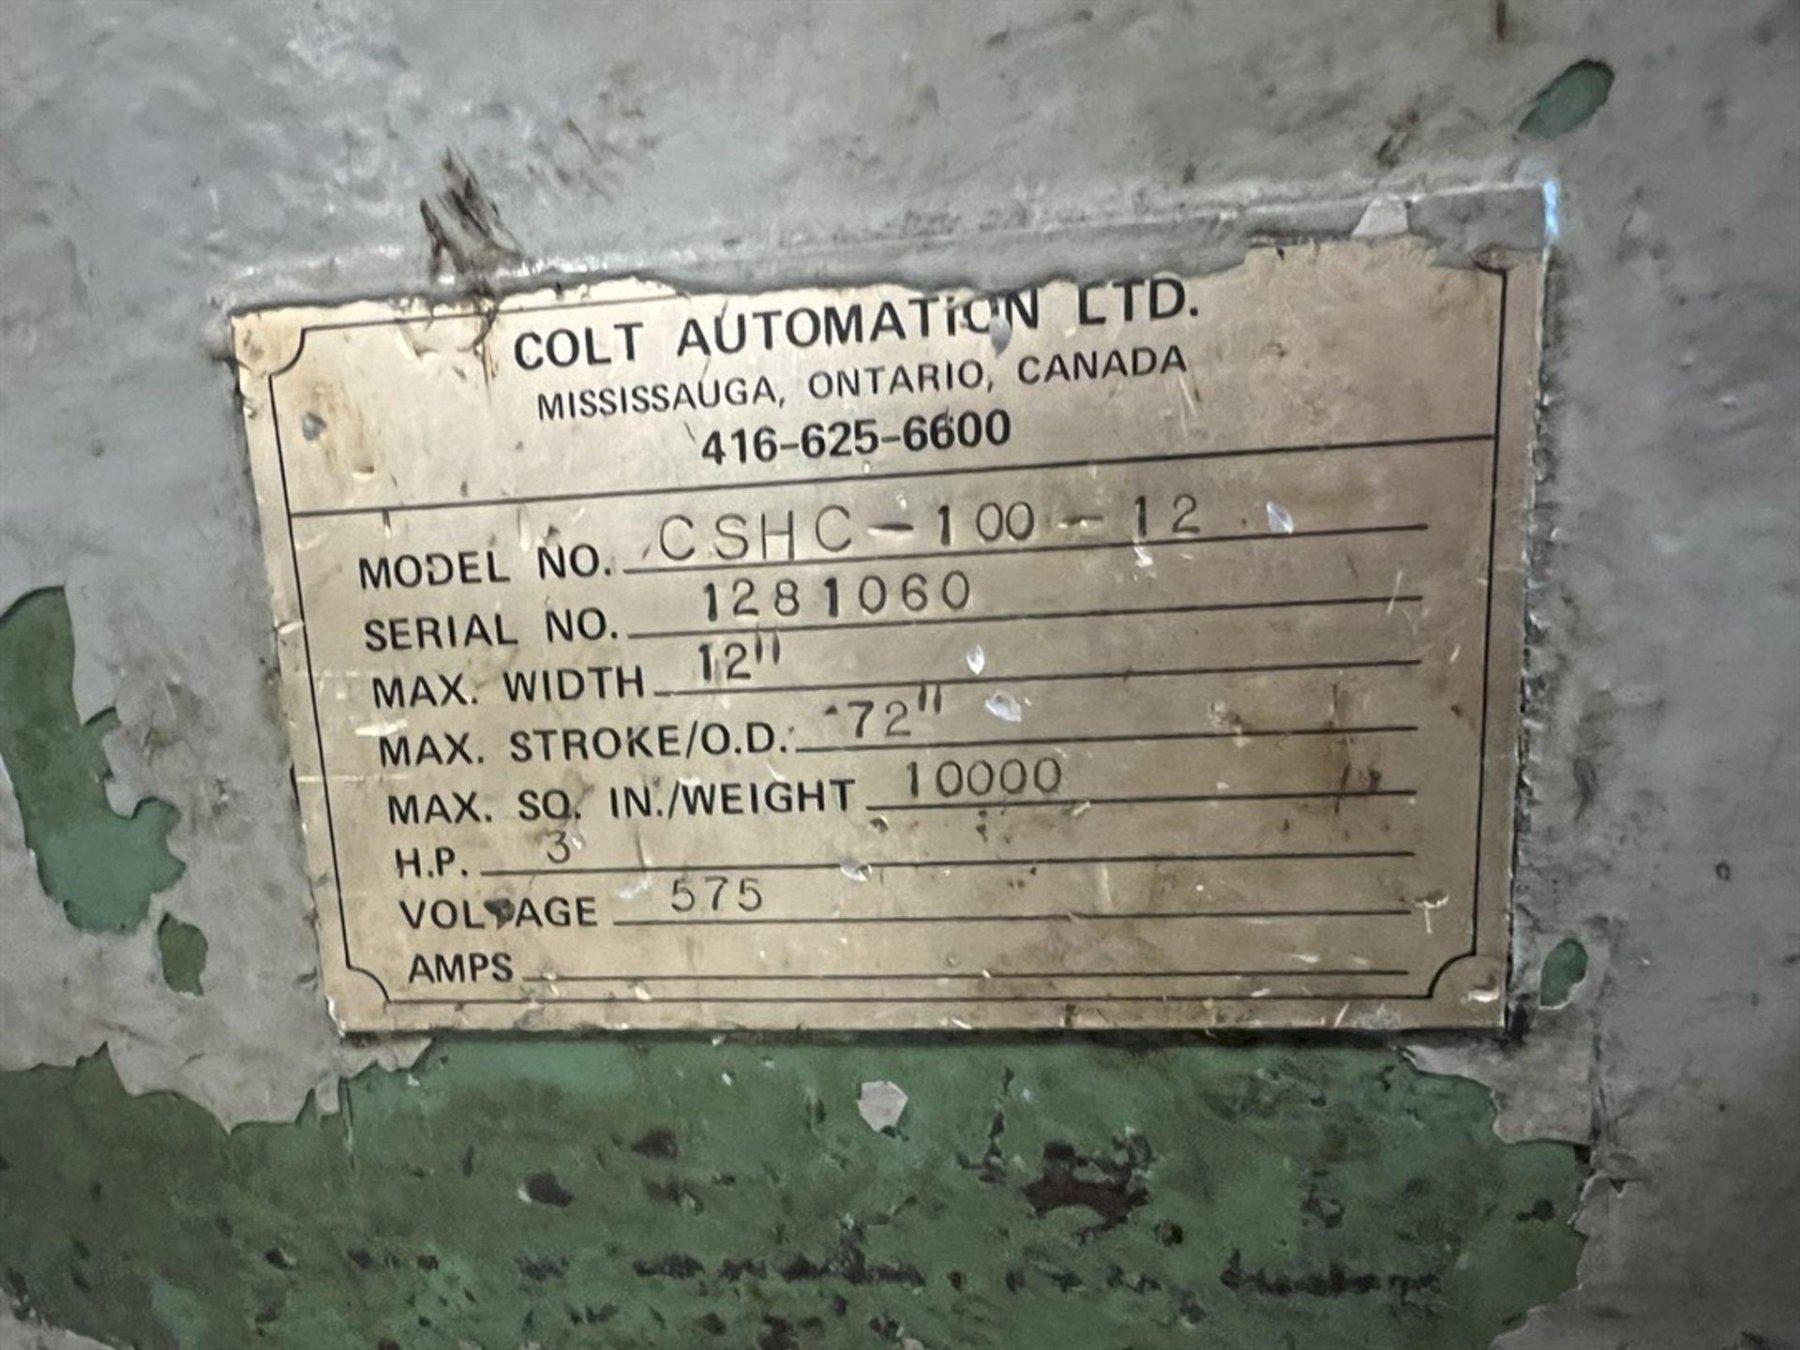 COLT AUTOMATION LTD.
MISSISSAUGA, ONTARIO, CANADA
416-625-6600
MODEL NO. CSHC-100-12
SERIAL NO. 1281060
MAX. WIDTH 12"
MAX. STROKE/O.D. 72"
MAX. SQ. IN./WEIGHT 10000
H.P. 3
VOLTAGE 575
AMPS